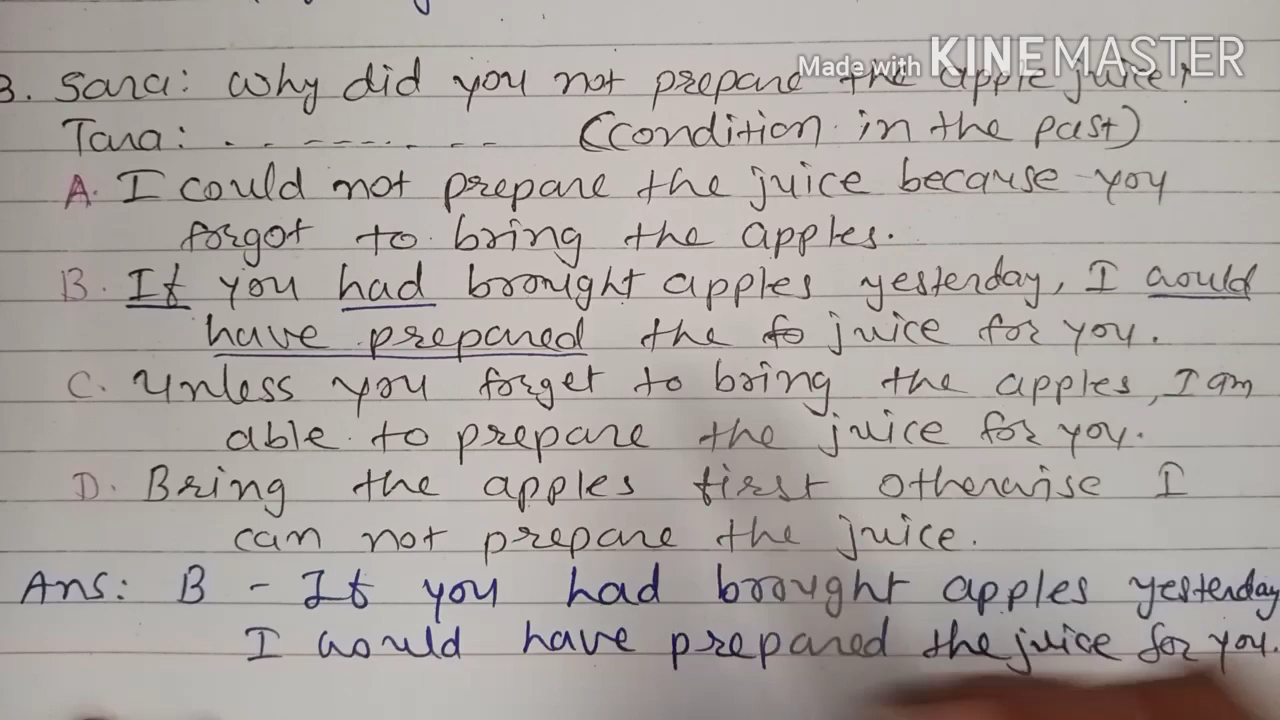 Made with KINEMASTER
3. Sara: Why did you not prepare the apple juice?
Tara: . . - - - - - . - - (condition in the past)
A. I could not prepare the juice because you
forgot to bring the apples.
B. If you had brought apples yesterday, I would
have prepared the fo juice for you.
C. Unless you forget to bring the apples, I am
able to prepare the juice for you.
D. Bring the apples first otherwise I
can not prepare the juice.
Ans: B - If you had brought apples yesterday
I would have prepared the juice for you.